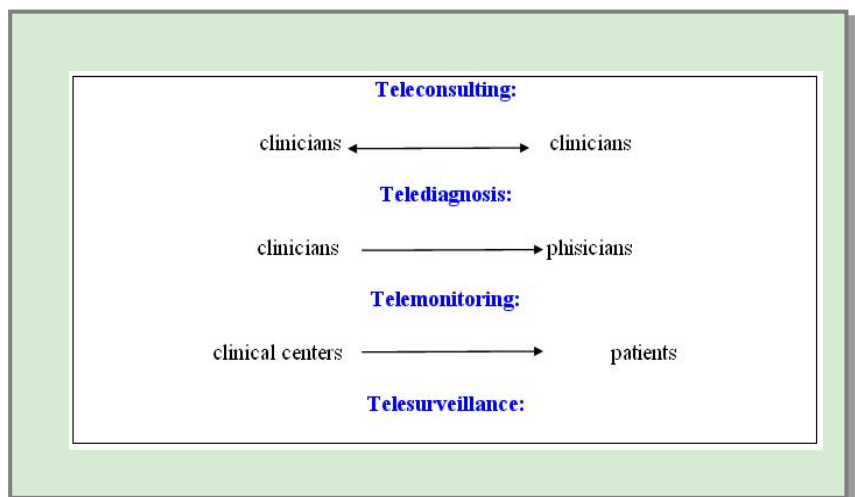 Teleconsulting:
clinicians clinicians
Telediagnosis:
clinicians phisicians
Telemonitoring:
clinical centers patients
Telesurveillance: